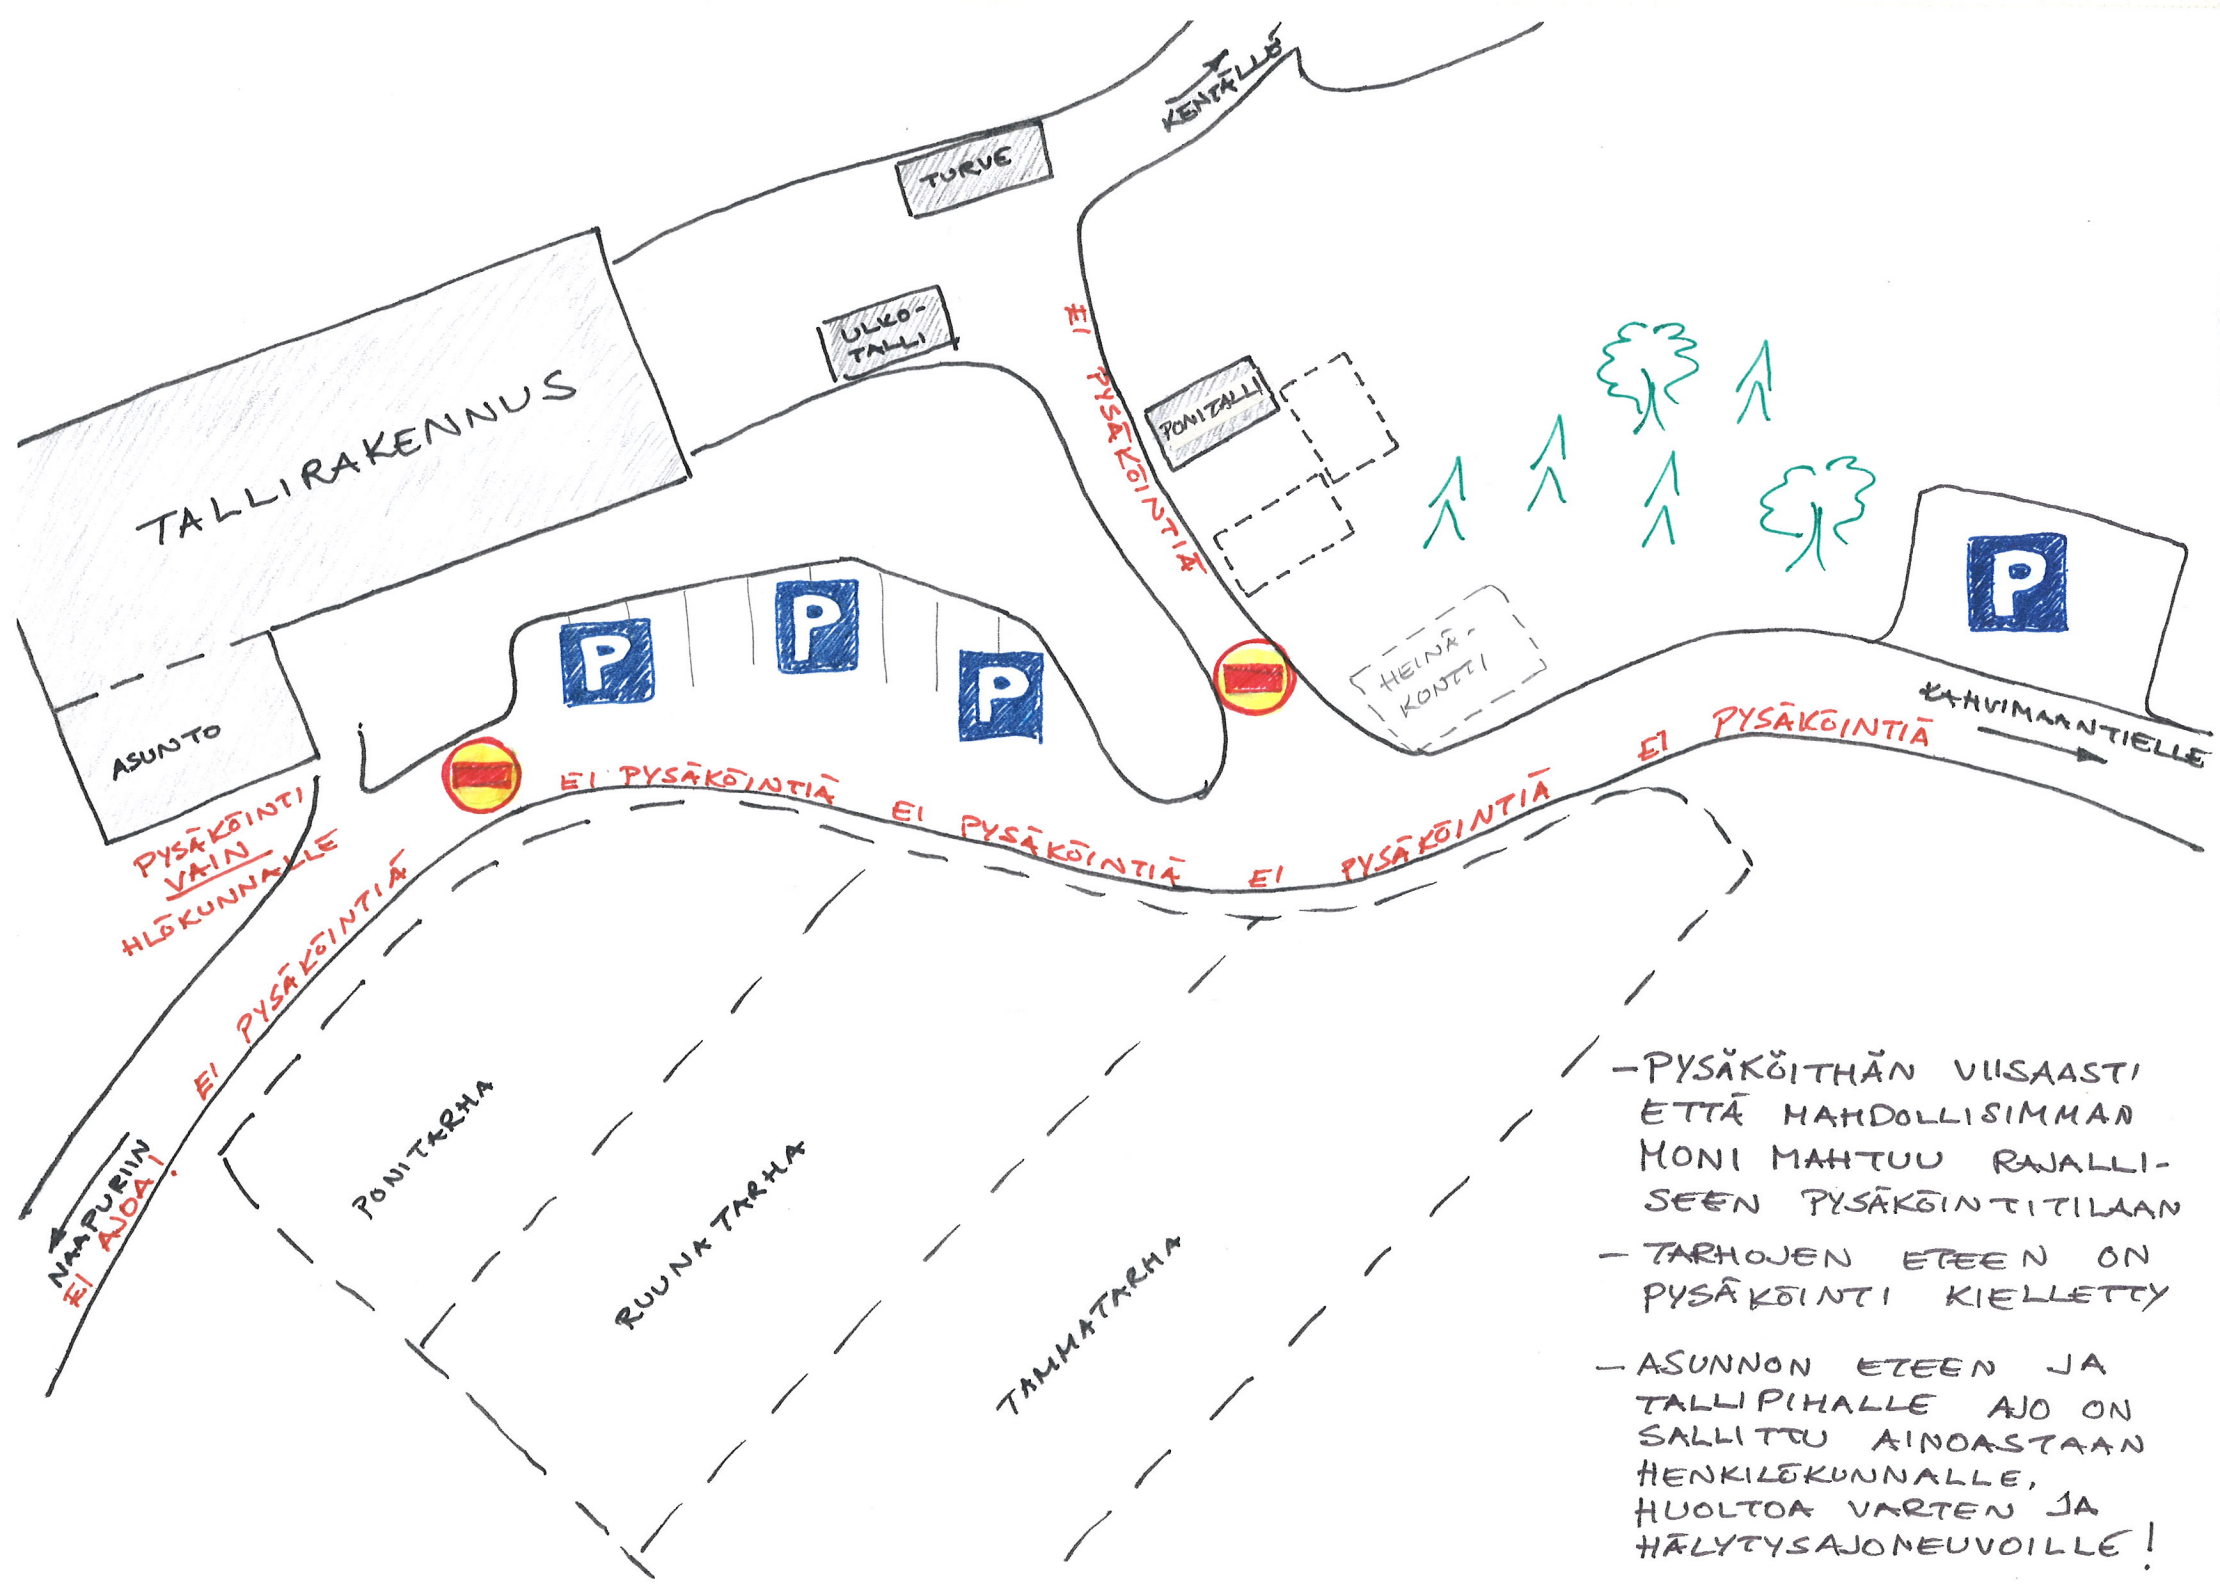 KENTÄLLÖ
TURVE
ULKO-
TALLI
TALLIRAKENNUS
EI PYSÄKÖINTIÄ
PONITALLI
P
P
P
P
HEINÄ-
KONTTI
ASUNTO
KAHVIMAANTIELLE
EI PYSÄKÖINTIÄ
EI PYSÄKÖINTIÄ
EI PYSÄKÖINTIÄ
EI PYSÄKÖINTIÄ
PYSÄKÖINTI
VAIN
HLÖKUNNALLE
EI PYSÄKÖINTIÄ
NAAPURIIN
EI AJOA!
PONITARHA
RUUNATARHA
TAMMATARHA
- PYSÄKÖITHÄN VIISAASTI
ETTÄ MAHDOLLISIMMAN
MONI MAHTUU RAJALLI-
SEEN PYSÄKÖINTITILAAN
- TARHOJEN ETEEN ON
PYSÄKÖINTI KIELLETTY
- ASUNNON ETEEN JA
TALLIPIHALLE AJO ON
SALLITTU AINOASTAAN
HENKILÖKUNNALLE,
HUOLTOA VARTEN JA
HÄLYTYSAJONEUVOILLE!